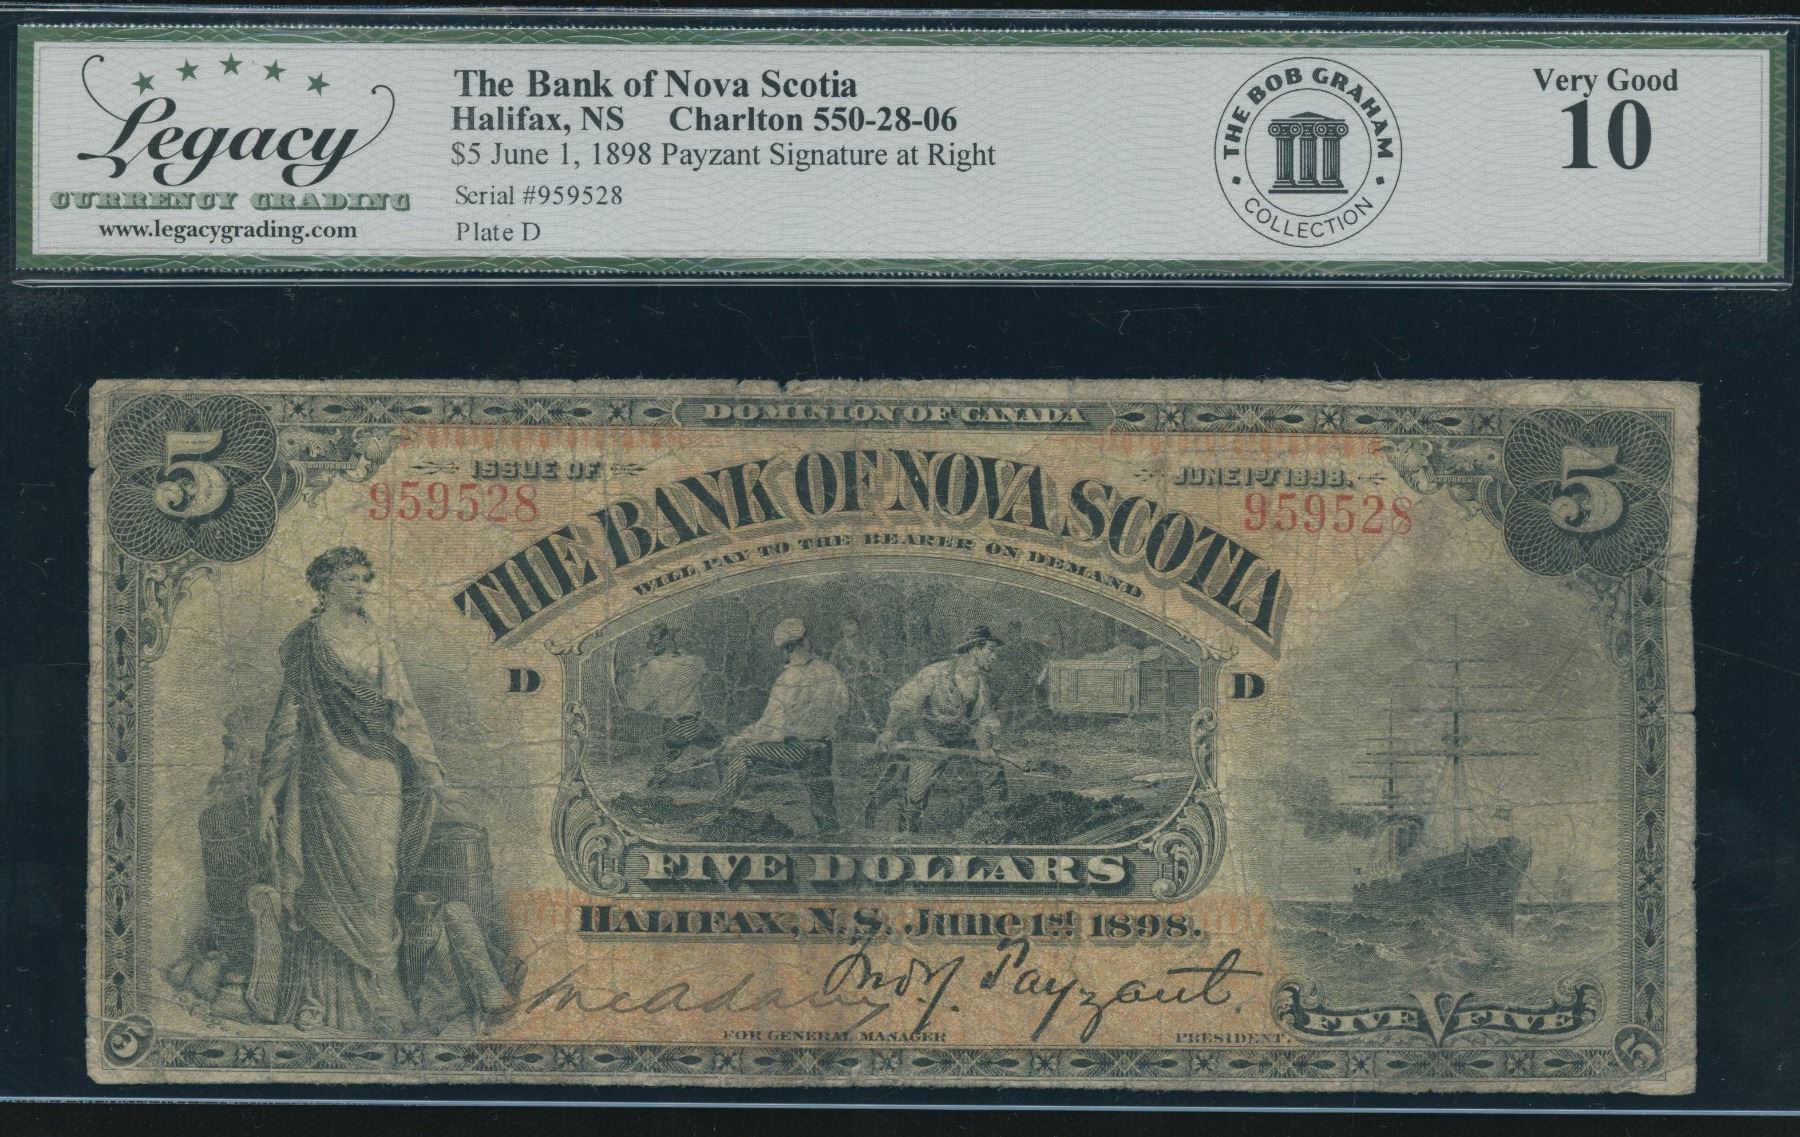 Legacy
CURRENCY GRADING
www.legacygrading.com
The Bank of Nova Scotia
Halifax, NS Charlton 550-28-06
$5 June 1, 1898 Payzant Signature at Right
Serial #959528
Plate D
THE BOB GRAHAM
COLLECTION
Very Good
10
5
DOMINION OF CANADA
5
ISSUE OF
JUNE 1ST 1898.
959528
959528
THE BANK OF NOVA SCOTIA
WILL PAY TO THE BEARER ON DEMAND
D
D
FIVE DOLLARS
HALIFAX, N.S. June 1st 1898.
McAdam
Jno Y. Payzant.
FOR GENERAL MANAGER
PRESIDENT.
FIVE V FIVE
5
5